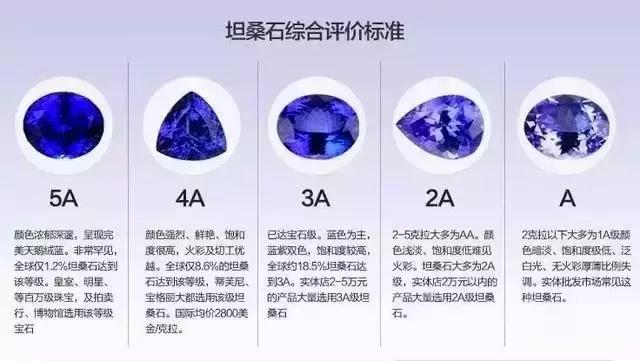 坦桑石综合评价标准
5A
颜色浓郁深邃，呈现完
美天鹅绒蓝。非常罕见，
全球仅1.2%坦桑石达到
该等级。皇室、明星、
等百万级珠宝，及拍卖
行、博物馆选用该等级
宝石
4A
颜色强烈、鲜艳、饱和
度很高，火彩及切工优
越。全球仅8.6%的坦桑
石达到该等级，蒂芙尼、
宝格丽大都选用该级坦
桑石。国际均价2800美
金/克拉。
3A
已达宝石级。蓝色为主，
蓝紫双色，饱和度较高，
全球约18.5%坦桑石达
到3A。实体店2-5万元
的产品大量选用3A级坦
桑石
2A
2-5克拉大多为AA。颜
色浅淡、饱和度低难见
火彩。坦桑石大多为2A
级，实体店2万元以内的
产品大量选用2A级坦桑
石。
A
2克拉以下大多为1A级颜
色暗淡、饱和度极低、泛
白光、无火彩厚薄比例失
调。实体批发市场常见这
种坦桑石。